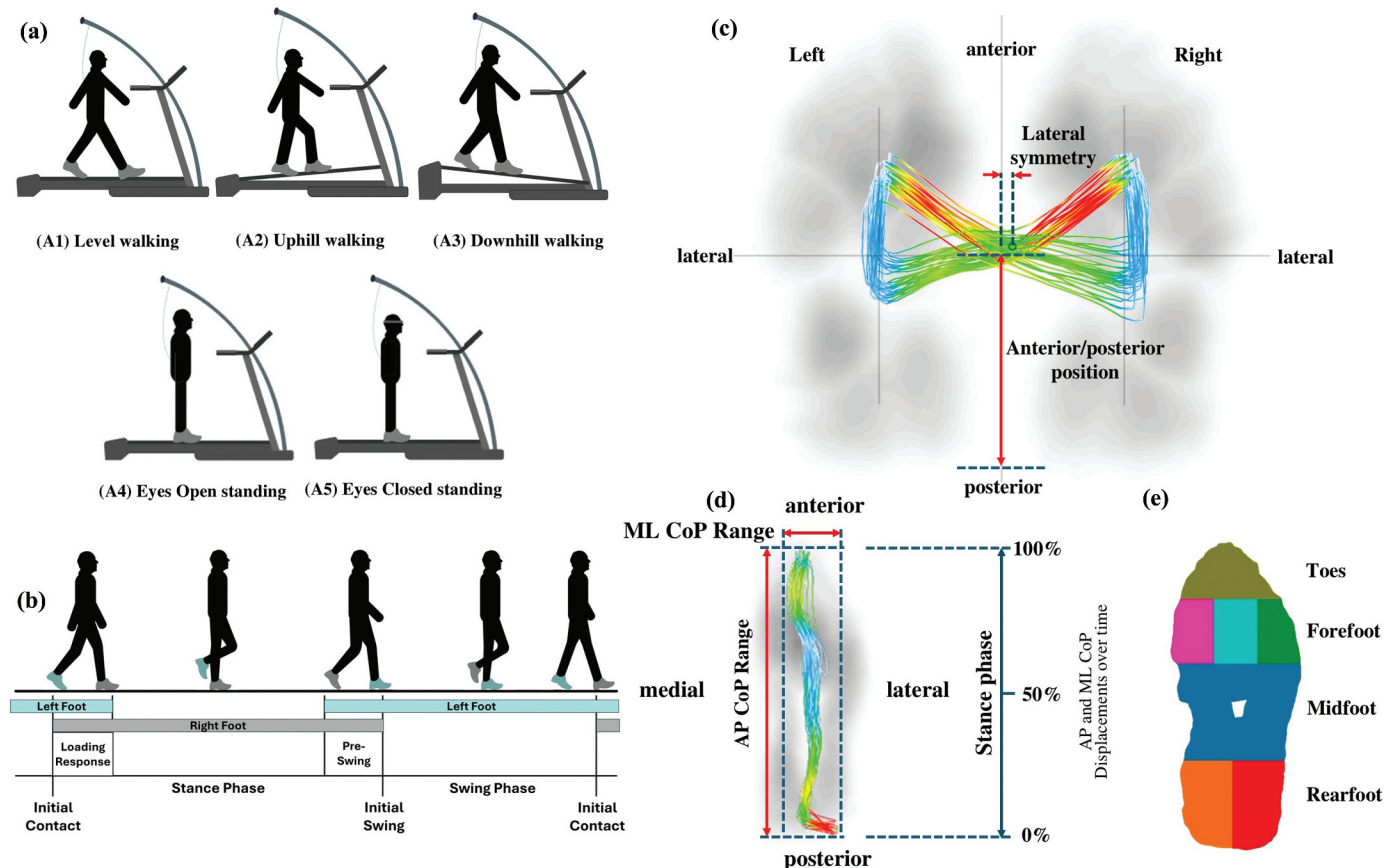 (a)
(A1) Level walking
(A2) Uphill walking
(A3) Downhill walking
(A4) Eyes Open standing
(A5) Eyes Closed standing
(b)
Left Foot
Left Foot
Right Foot
Loading
Response
Pre-
Swing
Stance Phase
Swing Phase
Initial
Contact
Initial
Swing
Initial
Contact
(c)
anterior
Left
Right
Lateral
symmetry
lateral
lateral
Anterior/posterior
position
posterior
(d)
anterior
ML CoP Range
100%
AP CoP Range
medial
lateral
Stance phase
50%
AP and ML CoP
Displacements over time
0%
posterior
(e)
Toes
Forefoot
Midfoot
Rearfoot